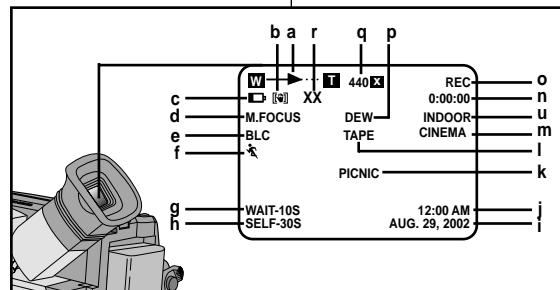 b a r q p
W T 440 X REC o
0:00:00 n
c XX
d M.FOCUS DEW INDOOR u
e BLC TAPE CINEMA m
l
f
PICNIC k
g WAIT-10S 12:00 AM j
h SELF-30S AUG. 29, 2002 i